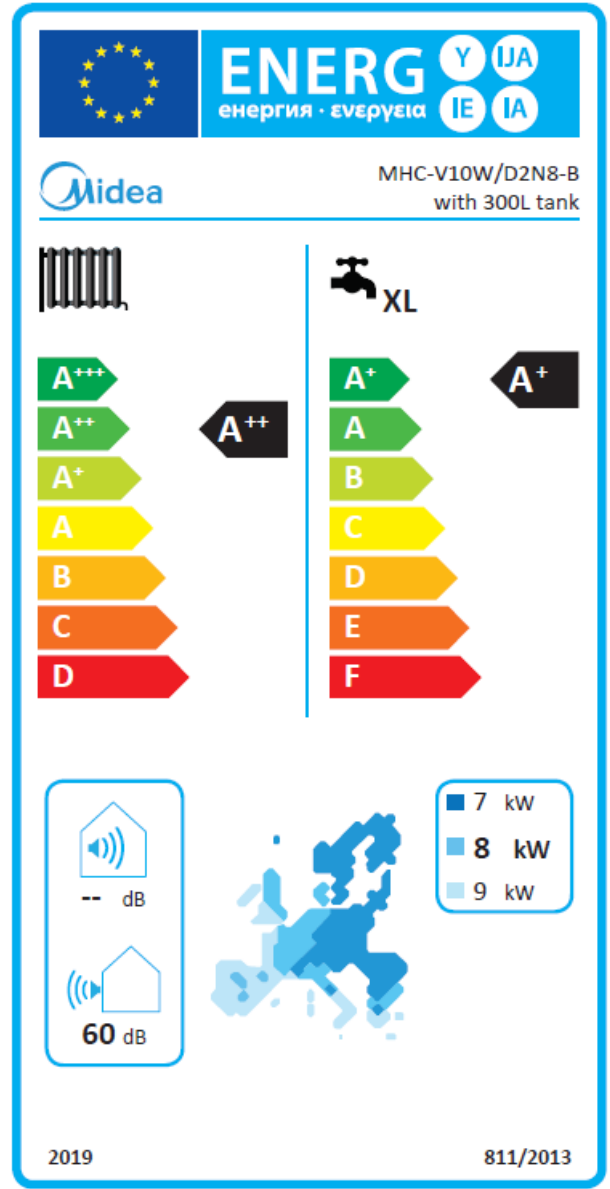 ENERG Y IJA
енергия · ενεργεια IE IA
Midea
MHC-V10W/D2N8-B
with 300L tank
XL
A+++
A++
A+
A
B
C
D
A++
A+
A
B
C
D
E
F
A+
-- dB
60 dB
7 kW
8 kW
9 kW
2019
811/2013